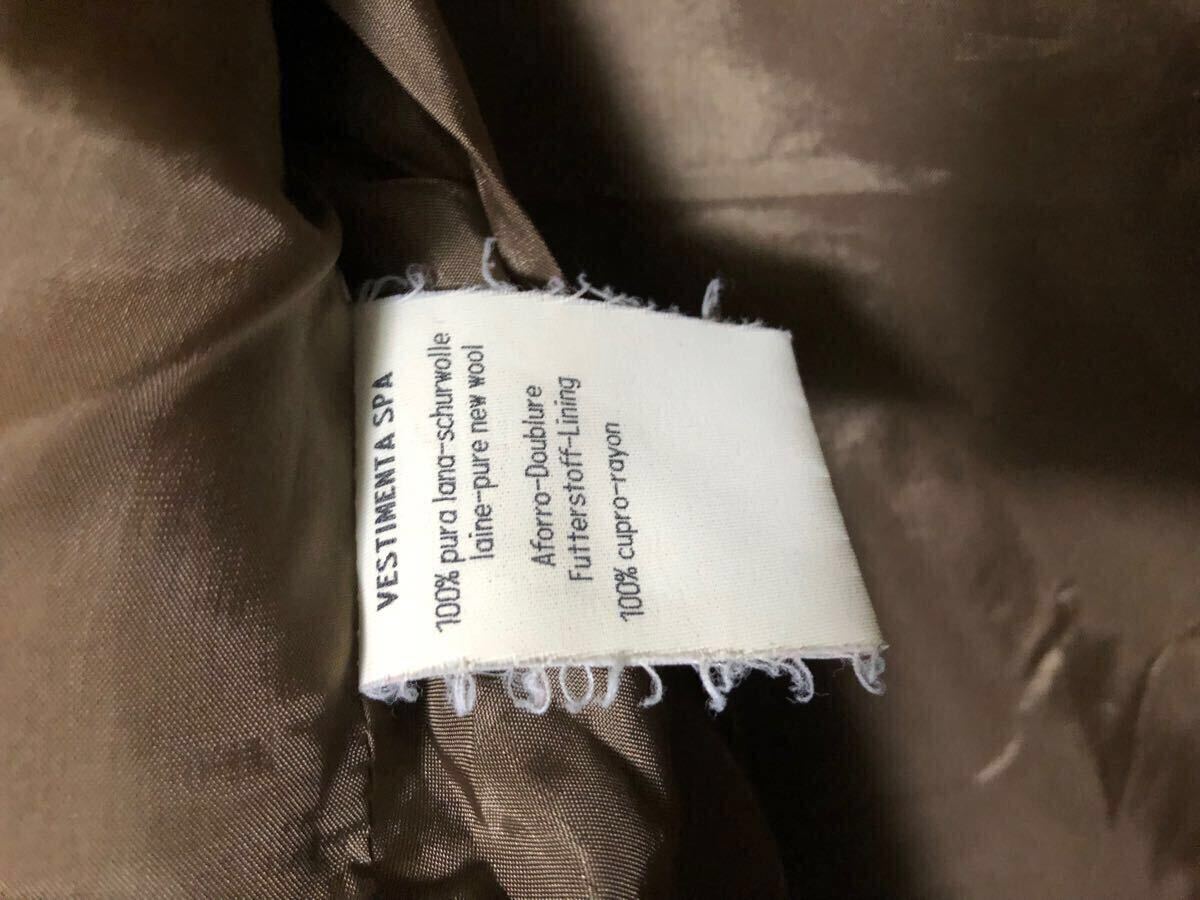 VESTIMENTA SPA
100% pura lana-schurwolle
laine-pure new wool
Aforro-Doublure
Futterstoff-Lining
100% cupro-rayon